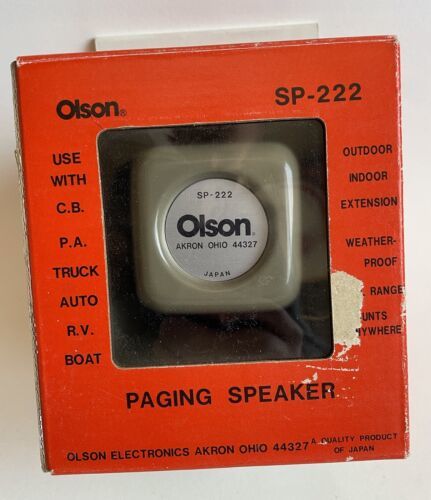 Olson®
SP-222
USE
WITH
C.B.
P.A.
TRUCK
AUTO
R.V.
BOAT
SP-222
Olson®
AKRON OHIO 44327
JAPAN
OUTDOOR
INDOOR
EXTENSION
WEATHER-
PROOF
RANGE
PAGING SPEAKER
OLSON ELECTRONICS AKRON OHIO 44327
A QUALITY PRODUCT
OF JAPAN